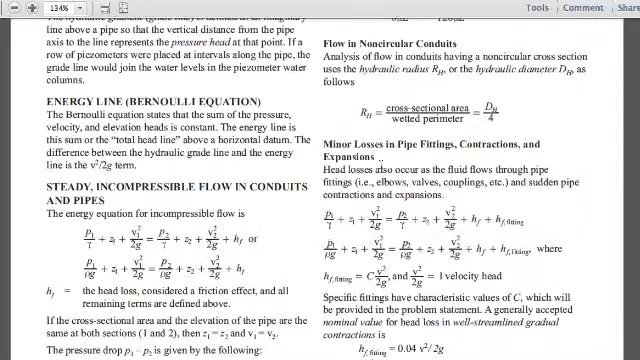 134%
Tools
Comment
Share
The hydraulic gradient (grade line) is defined as an imaginary
line above a pipe so that the vertical distance from the pipe
axis to the line represents the pressure head at that point. If a
row of piezometers were placed at intervals along the pipe, the
grade line would join the water levels in the piezometer water
columns.
ENERGY LINE (BERNOULLI EQUATION)
The Bernoulli equation states that the sum of the pressure,
velocity, and elevation heads is constant. The energy line is
this sum or the "total head line" above a horizontal datum. The
difference between the hydraulic grade line and the energy
line is the v²/2g term.
STEADY, INCOMPRESSIBLE FLOW IN CONDUITS
AND PIPES
The energy equation for incompressible flow is
p₁/γ + z₁ + v₁²/2g = p₂/γ + z₂ + v₂²/2g + h_f or
p₁/ρg + z₁ + v₁²/2g = p₂/ρg + z₂ + v₂²/2g + h_f
h_f = the head loss, considered a friction effect, and all
remaining terms are defined above.
If the cross-sectional area and the elevation of the pipe are the
same at both sections (1 and 2), then z₁ = z₂ and v₁ = v₂.
The pressure drop p₁ – p₂ is given by the following:
Flow in Noncircular Conduits
Analysis of flow in conduits having a noncircular cross section
uses the hydraulic radius R_H, or the hydraulic diameter D_H, as
follows
R_H = cross-sectional area / wetted perimeter = D_H/4
Minor Losses in Pipe Fittings, Contractions, and
Expansions
Head losses also occur as the fluid flows through pipe
fittings (i.e., elbows, valves, couplings, etc.) and sudden pipe
contractions and expansions.
p₁/γ + z₁ + v₁²/2g = p₂/γ + z₂ + v₂²/2g + h_f + h_f,fitting
p₁/ρg + z₁ + v₁²/2g = p₂/ρg + z₂ + v₂²/2g + h_f + h_f,fitting, where
h_f,fitting = C v²/2g, and v²/2g = 1 velocity head
Specific fittings have characteristic values of C, which will
be provided in the problem statement. A generally accepted
nominal value for head loss in well-streamlined gradual
contractions is
h_f,fitting = 0.04 v²/2g